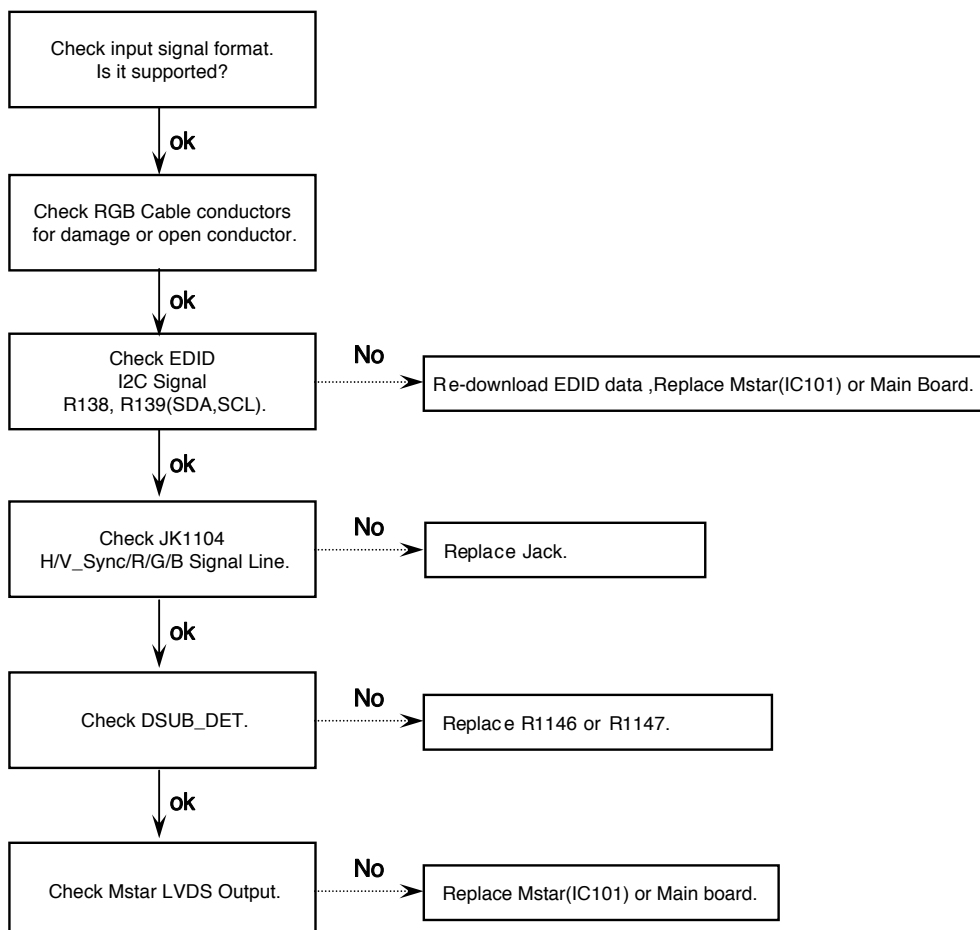 Check input signal format.
Is it supported?
ok
Check RGB Cable conductors
for damage or open conductor.
ok
Check EDID
I2C Signal
R138, R139(SDA,SCL).
No
Re-download EDID data ,Replace Mstar(IC101) or Main Board.
ok
Check JK1104
H/V_Sync/R/G/B Signal Line.
No
Replace Jack.
ok
Check DSUB_DET.
No
Replace R1146 or R1147.
ok
Check Mstar LVDS Output.
No
Replace Mstar(IC101) or Main board.